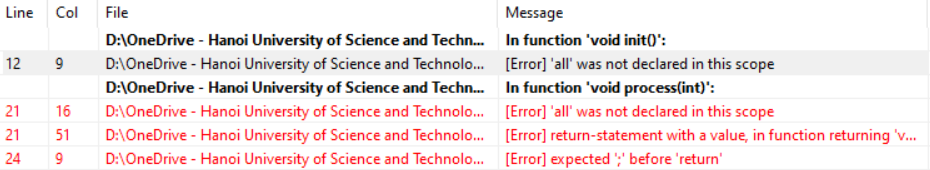 Line Col File Message
D:\OneDrive - Hanoi University of Science and Techn... In function 'void init()':
12 9 D:\OneDrive - Hanoi University of Science and Technolo... [Error] 'all' was not declared in this scope
D:\OneDrive - Hanoi University of Science and Techn... In function 'void process(int)':
21 16 D:\OneDrive - Hanoi University of Science and Technolo... [Error] 'all' was not declared in this scope
21 51 D:\OneDrive - Hanoi University of Science and Technolo... [Error] return-statement with a value, in function returning 'v...
24 9 D:\OneDrive - Hanoi University of Science and Technolo... [Error] expected ';' before 'return'